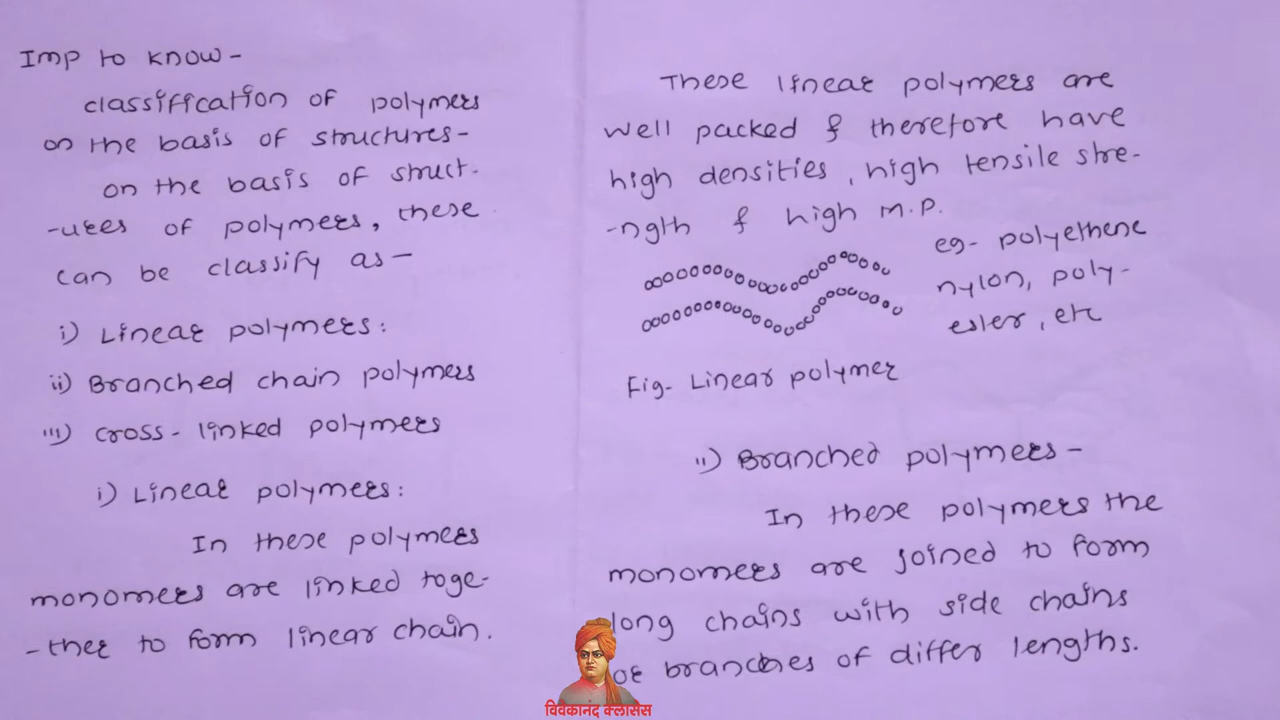 Imp to know -
classification of polymers
on the basis of structures-
on the basis of struct-
-ures of polymers, these
can be classify as -
i) Linear polymers:
ii) Branched chain polymers
iii) cross - linked polymers
i) Linear polymers:
In these polymers
monomers are linked toge-
-ther to form linear chain.
These linear polymers are
well packed & therefore have
high densities, high tensile stre-
-ngth & high M.P.
eg- polyethene
nylon, poly-
ester, etc
Fig- Linear polymer
ii) Branched polymers -
In these polymers the
monomers are joined to form
long chains with side chains
or branches of differ lengths.
विवेकानंद क्लासेस